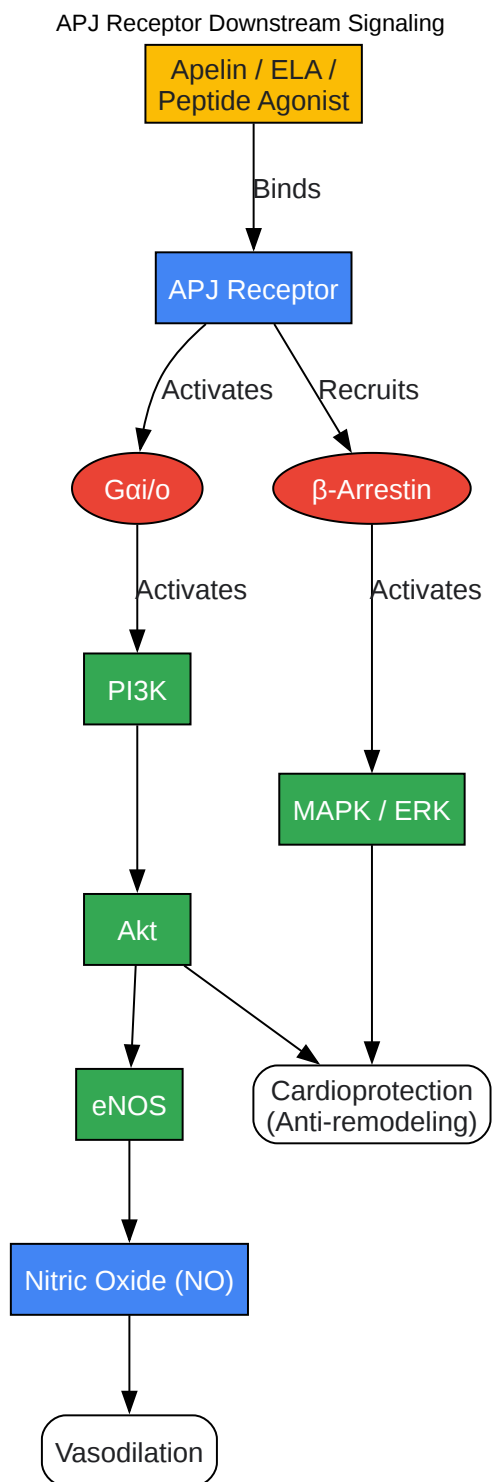 APJ Receptor Downstream Signaling
Apelin / ELA /
Peptide Agonist
Binds
APJ Receptor
Activates
Recruits
Gαi/o
β-Arrestin
Activates
Activates
PI3K
MAPK / ERK
Akt
eNOS
Cardioprotection
(Anti-remodeling)
Nitric Oxide (NO)
Vasodilation